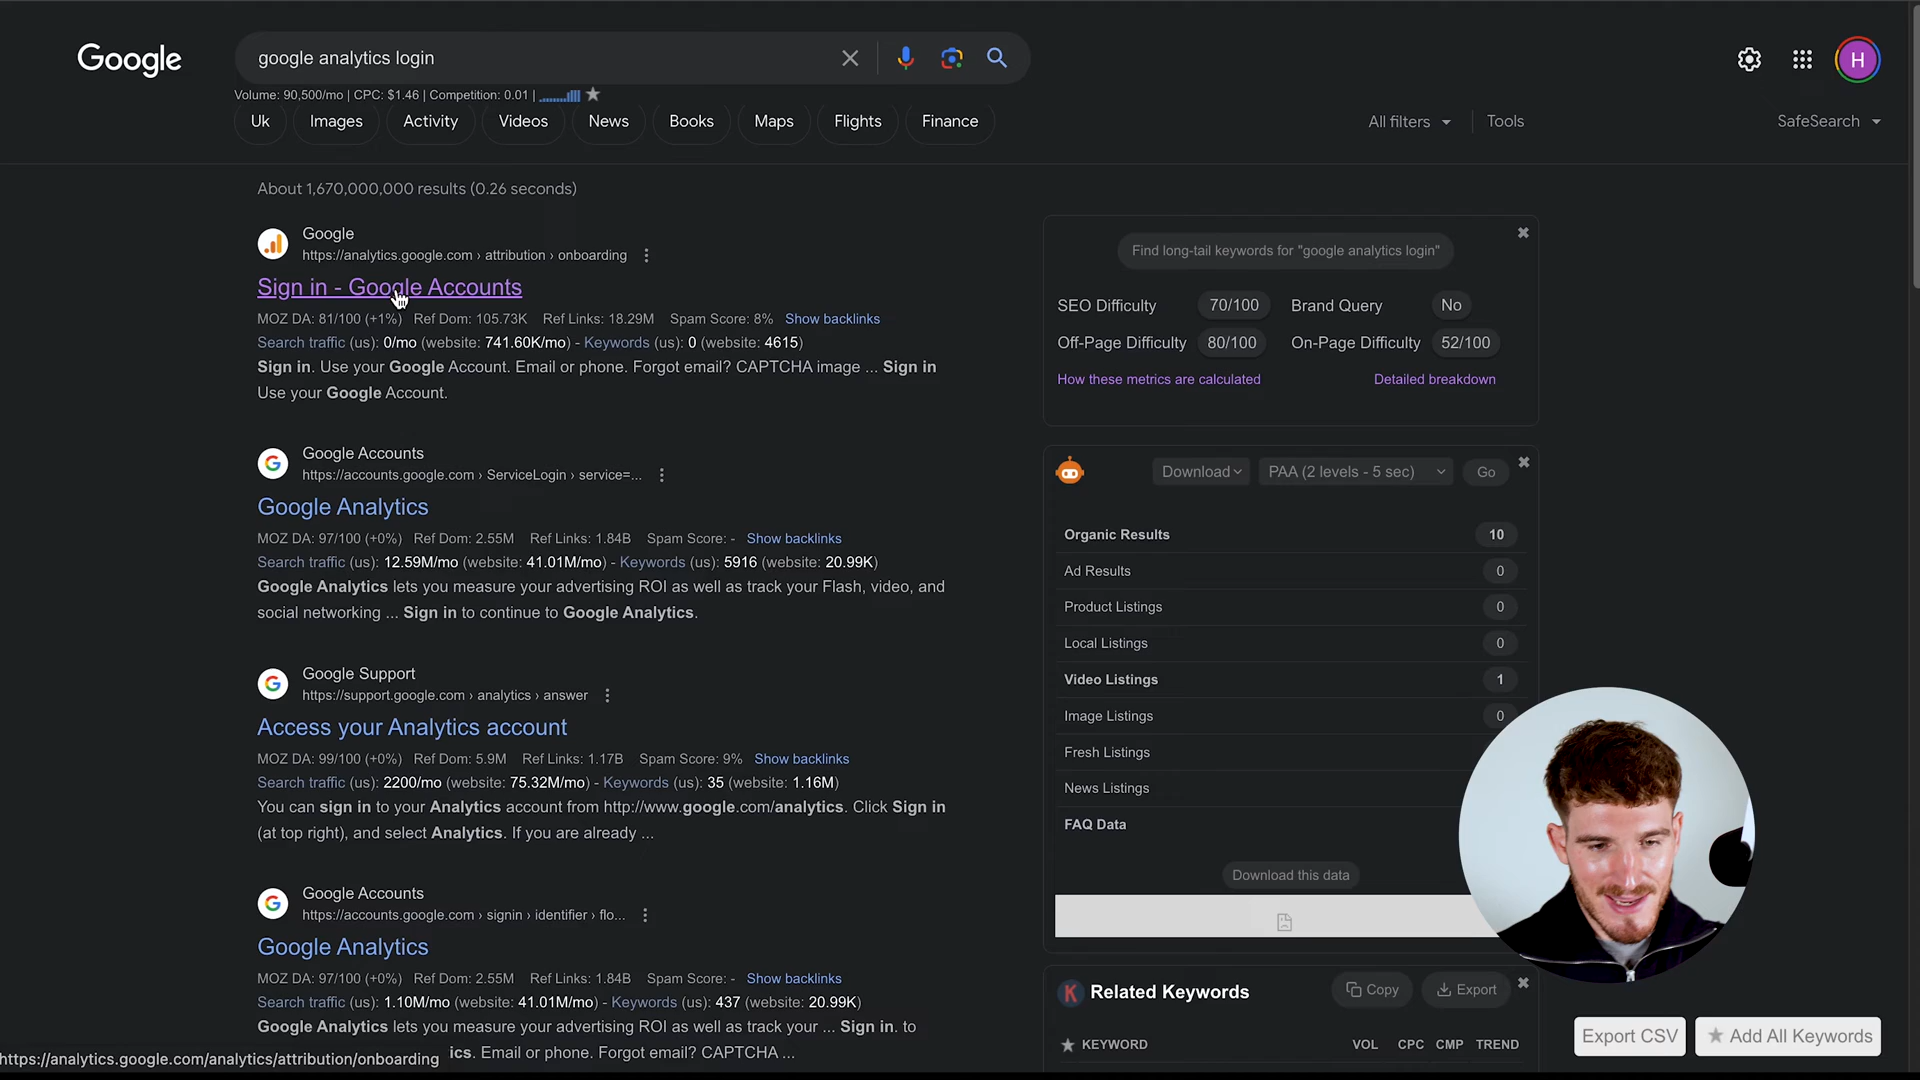 Google
google analytics login
H
Volume: 90,500/mo | CPC: $1.46 | Competition: 0.01 |
Uk
Images
Activity
Videos
News
Books
Maps
Flights
Finance
All filters
Tools
SafeSearch
About 1,670,000,000 results (0.26 seconds)
Google
https://analytics.google.com › attribution › onboarding
Sign in - Google Accounts
MOZ DA: 81/100 (+1%) Ref Dom: 105.73K Ref Links: 18.29M Spam Score: 8% Show backlinks
Search traffic (us): 0/mo (website: 741.60K/mo) - Keywords (us): 0 (website: 4615)
Sign in. Use your Google Account. Email or phone. Forgot email? CAPTCHA image ... Sign in
Use your Google Account.
Google Accounts
https://accounts.google.com › ServiceLogin › service=...
Google Analytics
MOZ DA: 97/100 (+0%) Ref Dom: 2.55M Ref Links: 1.84B Spam Score: - Show backlinks
Search traffic (us): 12.59M/mo (website: 41.01M/mo) - Keywords (us): 5916 (website: 20.99K)
Google Analytics lets you measure your advertising ROI as well as track your Flash, video, and
social networking ... Sign in to continue to Google Analytics.
Google Support
https://support.google.com › analytics › answer
Access your Analytics account
MOZ DA: 99/100 (+0%) Ref Dom: 5.9M Ref Links: 1.17B Spam Score: 9% Show backlinks
Search traffic (us): 2200/mo (website: 75.32M/mo) - Keywords (us): 35 (website: 1.16M)
You can sign in to your Analytics account from http://www.google.com/analytics. Click Sign in
(at top right), and select Analytics. If you are already ...
Google Accounts
https://accounts.google.com › signin › identifier › flo...
Google Analytics
MOZ DA: 97/100 (+0%) Ref Dom: 2.55M Ref Links: 1.84B Spam Score: - Show backlinks
Search traffic (us): 1.10M/mo (website: 41.01M/mo) - Keywords (us): 437 (website: 20.99K)
Google Analytics lets you measure your advertising ROI as well as track your ... Sign in. to
ics. Email or phone. Forgot email? CAPTCHA ...
https://analytics.google.com/analytics/attribution/onboarding
Find long-tail keywords for "google analytics login"
SEO Difficulty 70/100 Brand Query No
Off-Page Difficulty 80/100 On-Page Difficulty 52/100
How these metrics are calculated Detailed breakdown
Download PAA (2 levels - 5 sec) Go
Organic Results 10
Ad Results 0
Product Listings 0
Local Listings 0
Video Listings 1
Image Listings 0
Fresh Listings
News Listings
FAQ Data
Download this data
K Related Keywords Copy Export
KEYWORD VOL CPC CMP TREND
Export CSV
Add All Keywords